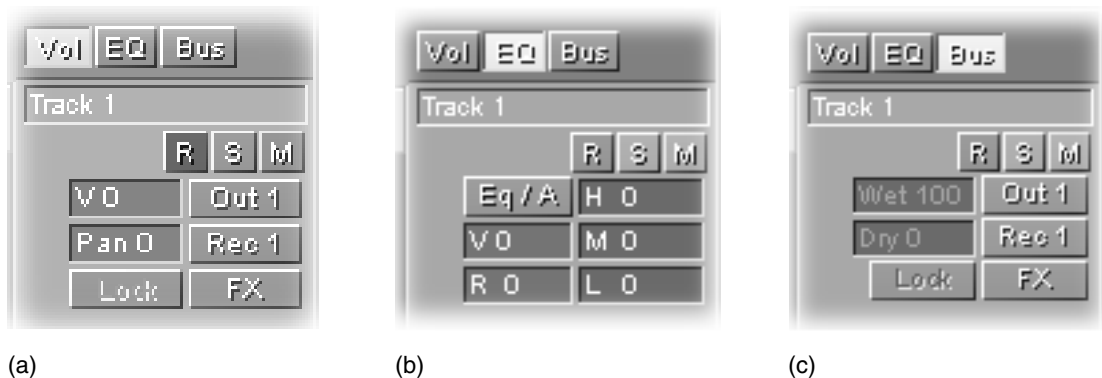 Vol EQ Bus
Track 1
R S M
V 0 Out 1
Pan 0 Rec 1
Lock FX
(a)
Vol EQ Bus
Track 1
R S M
Eq / A H 0
V 0 M 0
R 0 L 0
(b)
Vol EQ Bus
Track 1
R S M
Wet 100 Out 1
Dry 0 Rec 1
Lock FX
(c)